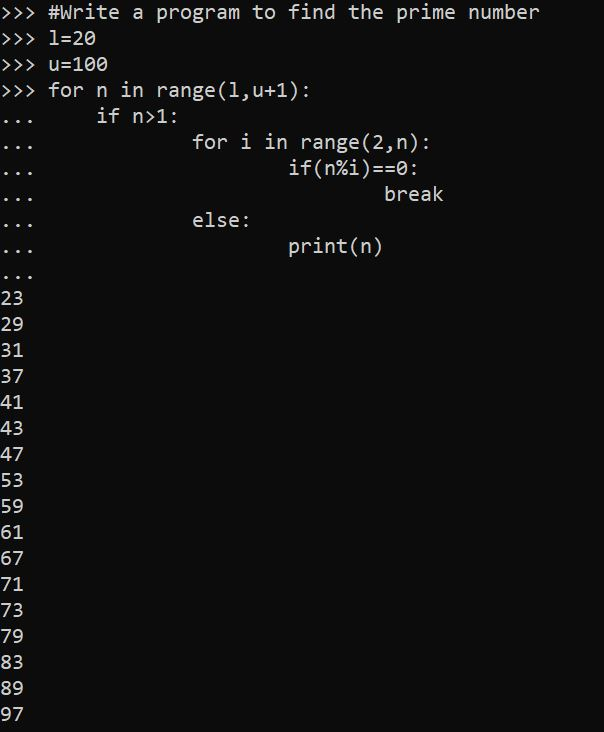 >>> #Write a program to find the prime number
>>> l=20
>>> u=100
>>> for n in range(l,u+1):
...     if n>1:
...             for i in range(2,n):
...                     if(n%i)==0:
...                             break
...             else:
...                     print(n)
...
23
29
31
37
41
43
47
53
59
61
67
71
73
79
83
89
97